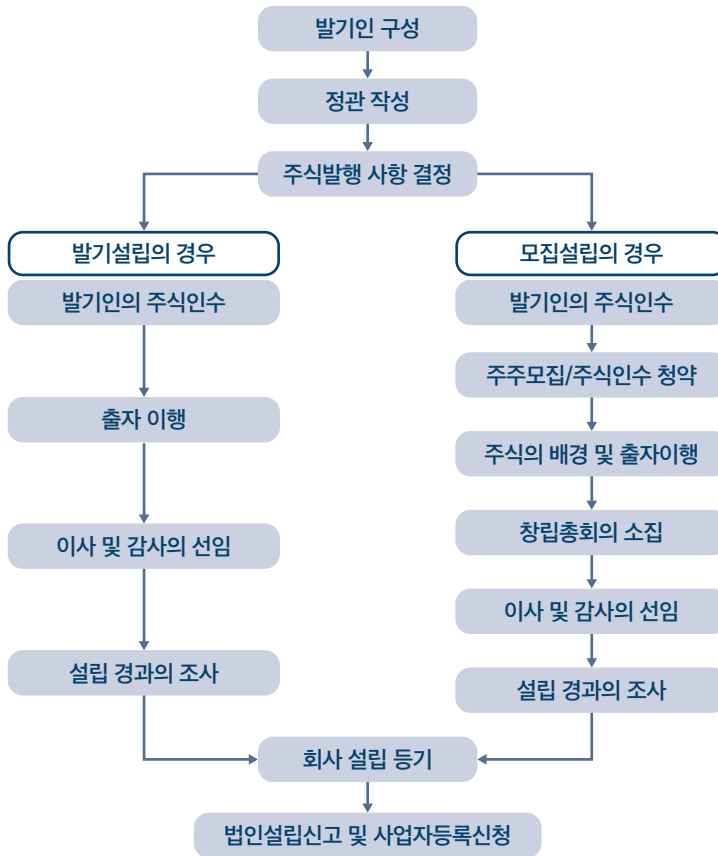 발기인 구성
정관 작성
주식발행 사항 결정
발기설립의 경우
발기인의 주식인수
출자 이행
이사 및 감사의 선임
설립 경과의 조사
모집설립의 경우
발기인의 주식인수
주주모집/주식인수 청약
주식의 배경 및 출자이행
창립총회의 소집
이사 및 감사의 선임
설립 경과의 조사
회사 설립 등기
법인설립신고 및 사업자등록신청